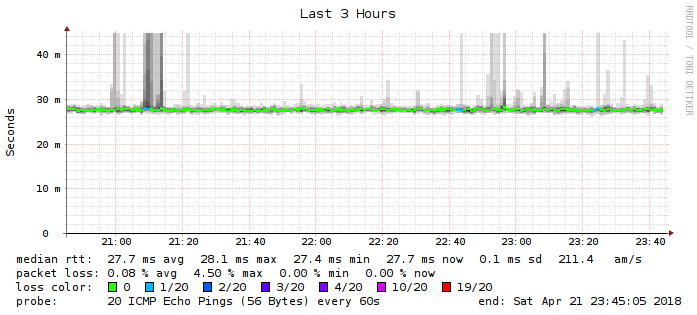 Last 3 Hours
RRDTOOL / TOBI OETIKER
Seconds
40 m
30 m
20 m
10 m
0
21:00 21:20 21:40 22:00 22:20 22:40 23:00 23:20 23:40
median rtt: 27.7 ms avg 28.1 ms max 27.4 ms min 27.7 ms now 0.1 ms sd 211.4 am/s
packet loss: 0.08 % avg 4.50 % max 0.00 % min 0.00 % now
loss color: 0 1/20 2/20 3/20 4/20 10/20 19/20
probe: 20 ICMP Echo Pings (56 Bytes) every 60s end: Sat Apr 21 23:45:05 2018